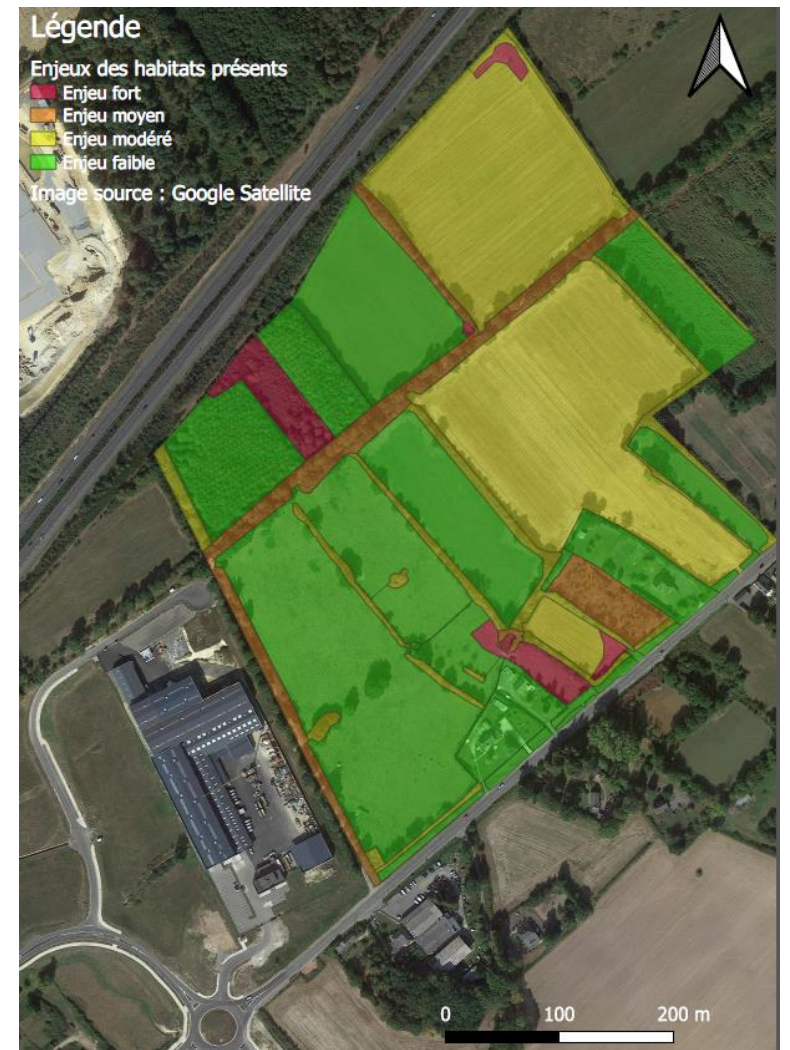 Légende
Enjeux des habitats présents
Enjeu fort
Enjeu moyen
Enjeu modéré
Enjeu faible
Image source : Google Satellite
0 100 200 m